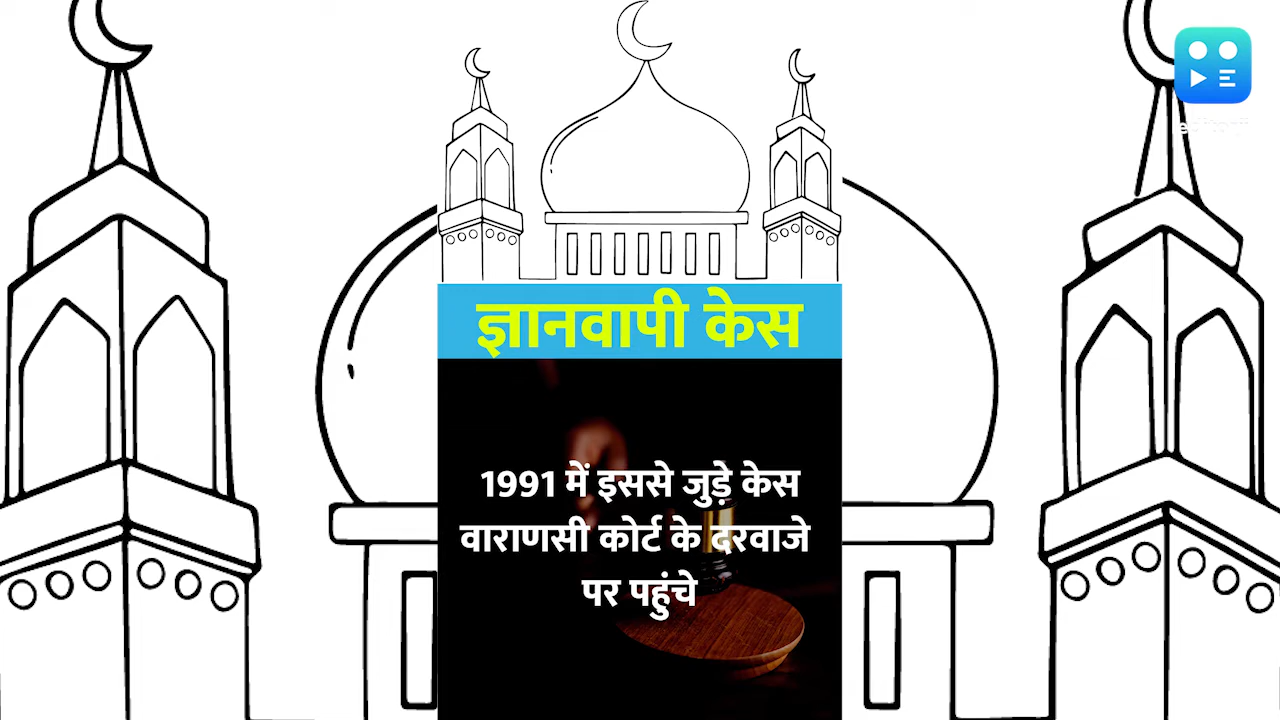 ज्ञानवापी केस
1991 में इससे जुड़े केस
वाराणसी कोर्ट के दरवाजे
पर पहुंचे